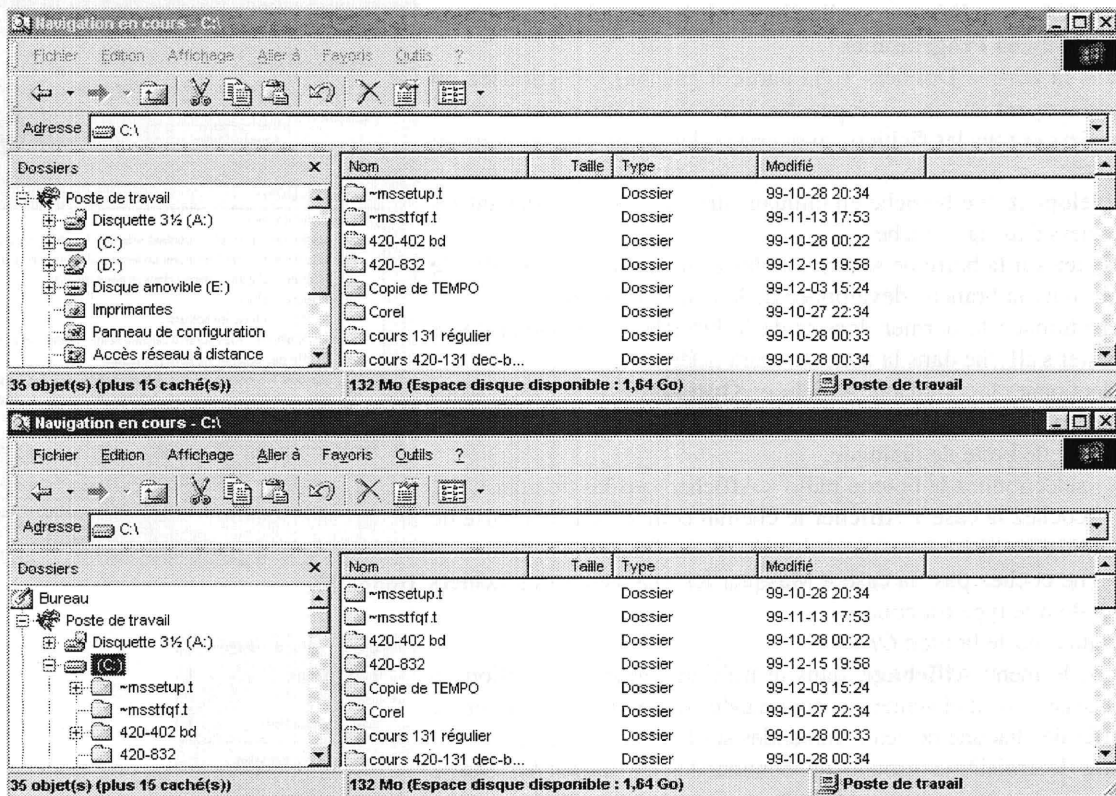 Navigation en cours - C:\
Fichier Edition Affichage Aller à Favoris Outils ?
Adresse C:\
Dossiers × Nom Taille Type Modifié
Poste de travail
Disquette 3½ (A:)
(C:)
(D:)
Disque amovible (E:)
Imprimantes
Panneau de configuration
Accès réseau à distance
~mssetup.t Dossier 99-10-28 20:34
~msstfqf.t Dossier 99-11-13 17:53
420-402 bd Dossier 99-10-28 00:22
420-832 Dossier 99-12-15 19:58
Copie de TEMPO Dossier 99-12-03 15:24
Corel Dossier 99-10-27 22:34
cours 131 régulier Dossier 99-10-28 00:33
cours 420-131 dec-b... Dossier 99-10-28 00:34
35 objet(s) (plus 15 caché(s)) 132 Mo (Espace disque disponible : 1,64 Go) Poste de travail
Navigation en cours - C:\
Fichier Edition Affichage Aller à Favoris Outils ?
Adresse C:\
Dossiers × Nom Taille Type Modifié
Bureau
Poste de travail
Disquette 3½ (A:)
(C:)
~mssetup.t
~msstfqf.t
420-402 bd
420-832
~mssetup.t Dossier 99-10-28 20:34
~msstfqf.t Dossier 99-11-13 17:53
420-402 bd Dossier 99-10-28 00:22
420-832 Dossier 99-12-15 19:58
Copie de TEMPO Dossier 99-12-03 15:24
Corel Dossier 99-10-27 22:34
cours 131 régulier Dossier 99-10-28 00:33
cours 420-131 dec-b... Dossier 99-10-28 00:34
35 objet(s) (plus 15 caché(s)) 132 Mo (Espace disque disponible : 1,64 Go) Poste de travail